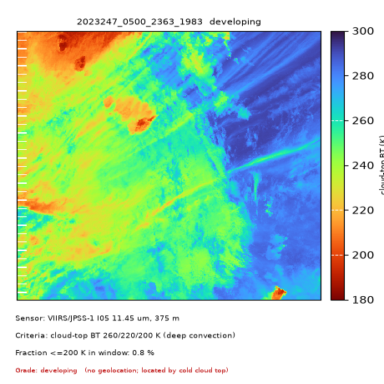 2023247_0500_2363_1983 developing
300
280
260
240
220
200
180
cloud-top BT (K)
Sensor: VIIRS/JPSS-1 I05 11.45 um, 375 m
Criteria: cloud-top BT 260/220/200 K (deep convection)
Fraction <=200 K in window: 0.8 %
Grade: developing (no geolocation; located by cold cloud top)